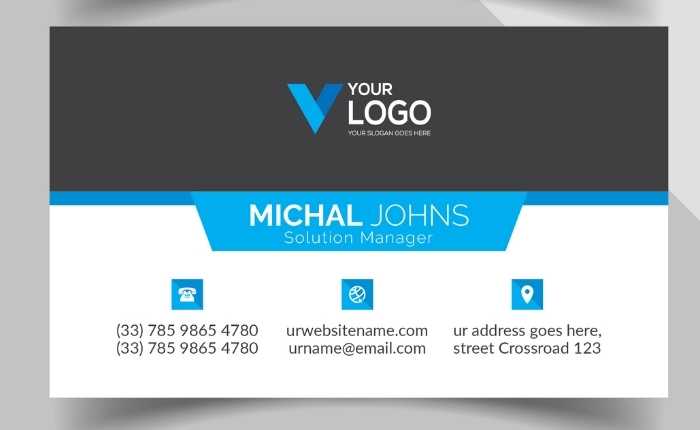 YOUR
LOGO
YOUR SLOGAN GOES HERE
MICHAL JOHNS
Solution Manager
(33) 785 9865 4780
(33) 785 9865 4780
urwebsitename.com
urname@email.com
ur address goes here,
street Crossroad 123